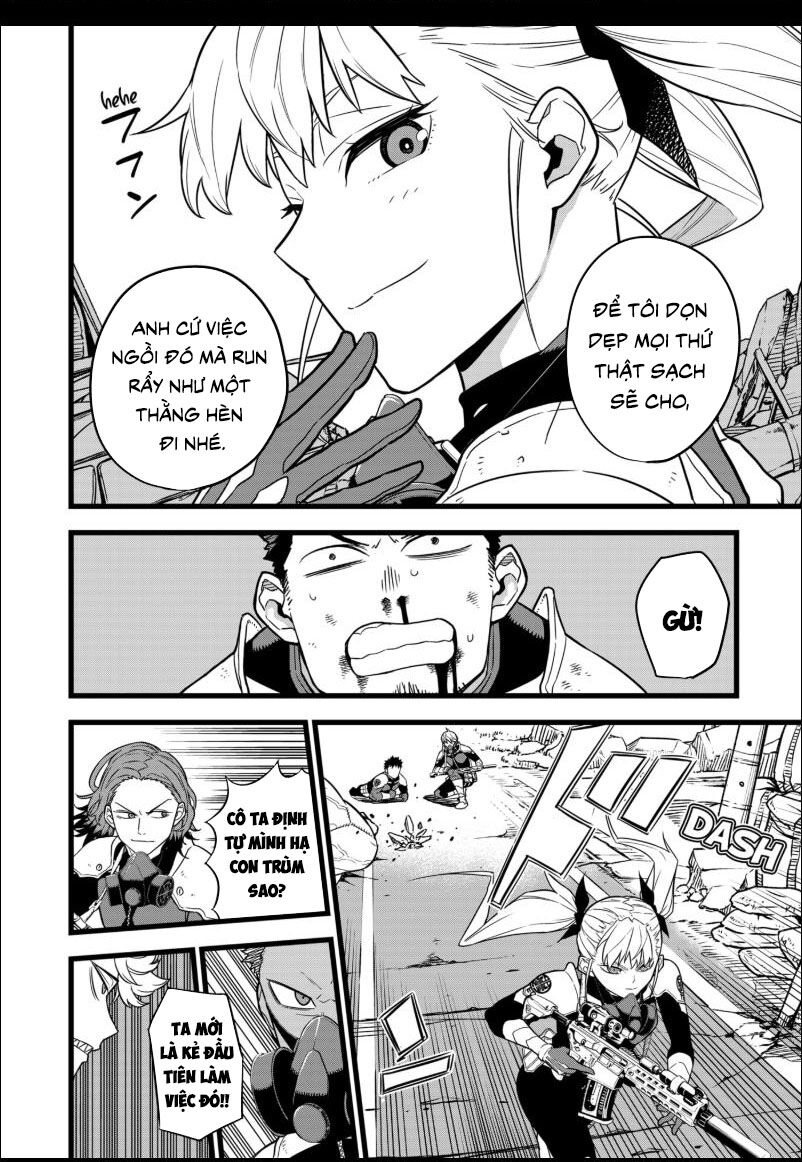 hehe
フフン
ĐỂ TÔI DỌN
DẸP MỌI THỨ
THẬT SẠCH
SẼ CHO,
ANH CỨ VIỆC
NGỒI ĐÓ MÀ RUN
RẨY NHƯ MỘT
THẰNG HÈN
ĐI NHÉ.
GỪ!
DASH
CÔ TA ĐỊNH
TỰ MÌNH HẠ
CON TRÙM
SAO?
TA MỚI
LÀ KẺ ĐẦU
TIÊN LÀM
VIỆC ĐÓ!!